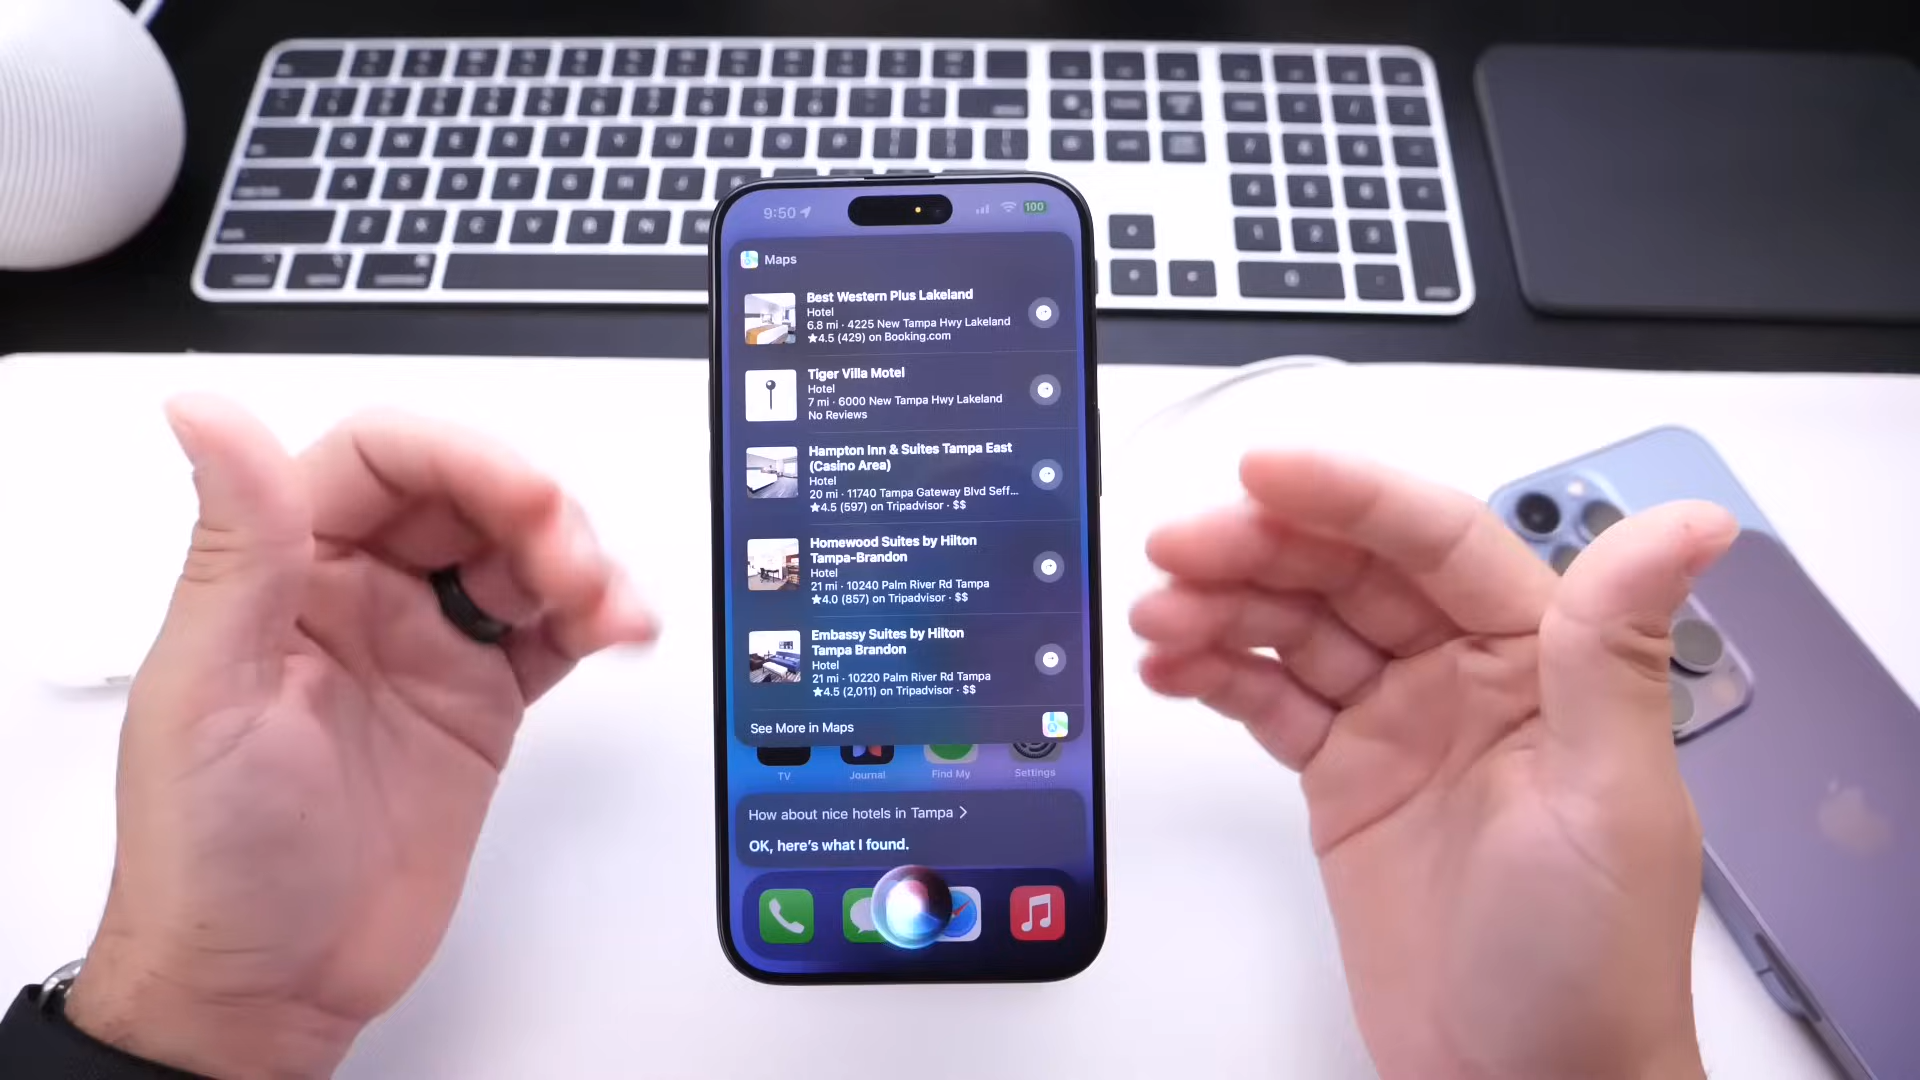 9:50
100
Maps
Best Western Plus Lakeland
Hotel
6.8 mi · 4225 New Tampa Hwy Lakeland
★4.5 (429) on Booking.com
Tiger Villa Motel
Hotel
7 mi · 6000 New Tampa Hwy Lakeland
No Reviews
Hampton Inn & Suites Tampa East
(Casino Area)
Hotel
20 mi · 11740 Tampa Gateway Blvd Seff...
★4.5 (597) on Tripadvisor · $$
Homewood Suites by Hilton
Tampa-Brandon
Hotel
21 mi · 10240 Palm River Rd Tampa
★4.0 (857) on Tripadvisor · $$
Embassy Suites by Hilton
Tampa Brandon
Hotel
21 mi · 10220 Palm River Rd Tampa
★4.5 (2,011) on Tripadvisor · $$
See More in Maps
TV
Journal
Find My
Settings
How about nice hotels in Tampa >
OK, here's what I found.